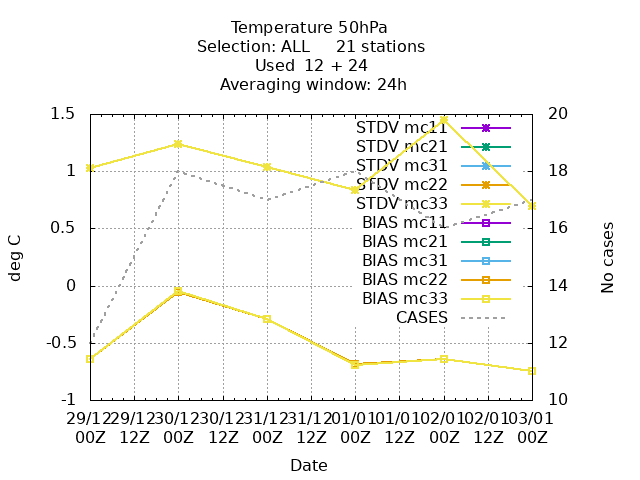 Temperature 50hPa
Selection: ALL     21 stations
Used  12 + 24
Averaging window: 24h
1.5
1
0.5
0
-0.5
-1
deg C
20
18
16
14
12
10
No cases
STDV mc11
STDV mc21
STDV mc31
STDV mc22
STDV mc33
BIAS mc11
BIAS mc21
BIAS mc31
BIAS mc22
BIAS mc33
CASES
29/12 29/12 30/12 30/12 31/12 31/12 01/01 01/01 02/01 02/01 03/01
00Z 12Z 00Z 12Z 00Z 12Z 00Z 12Z 00Z 12Z 00Z
Date